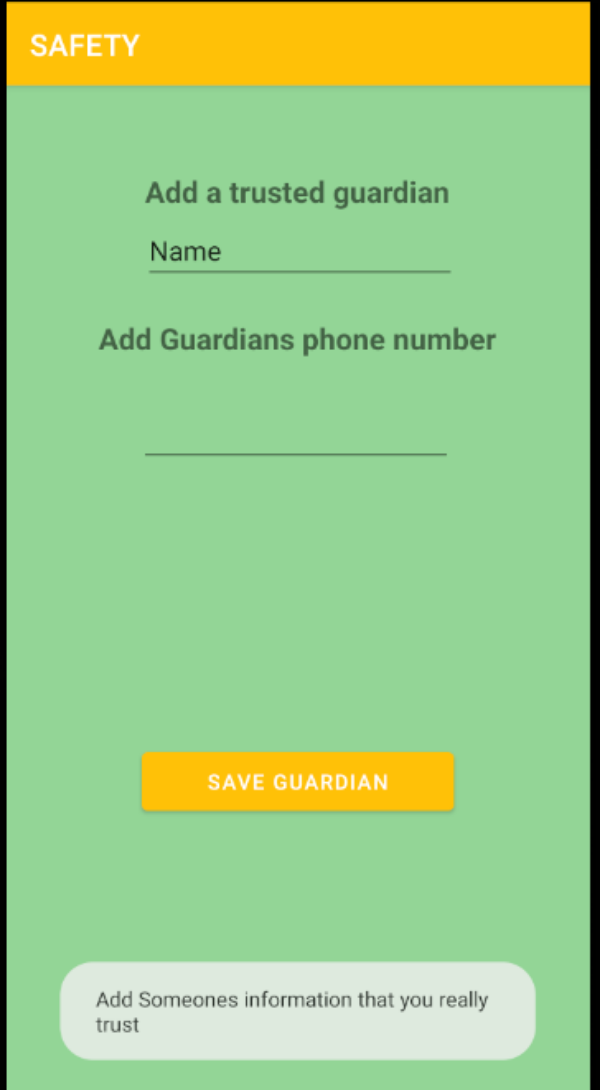 SAFETY
Add a trusted guardian
Name
Add Guardians phone number
SAVE GUARDIAN
Add Someones information that you really
trust